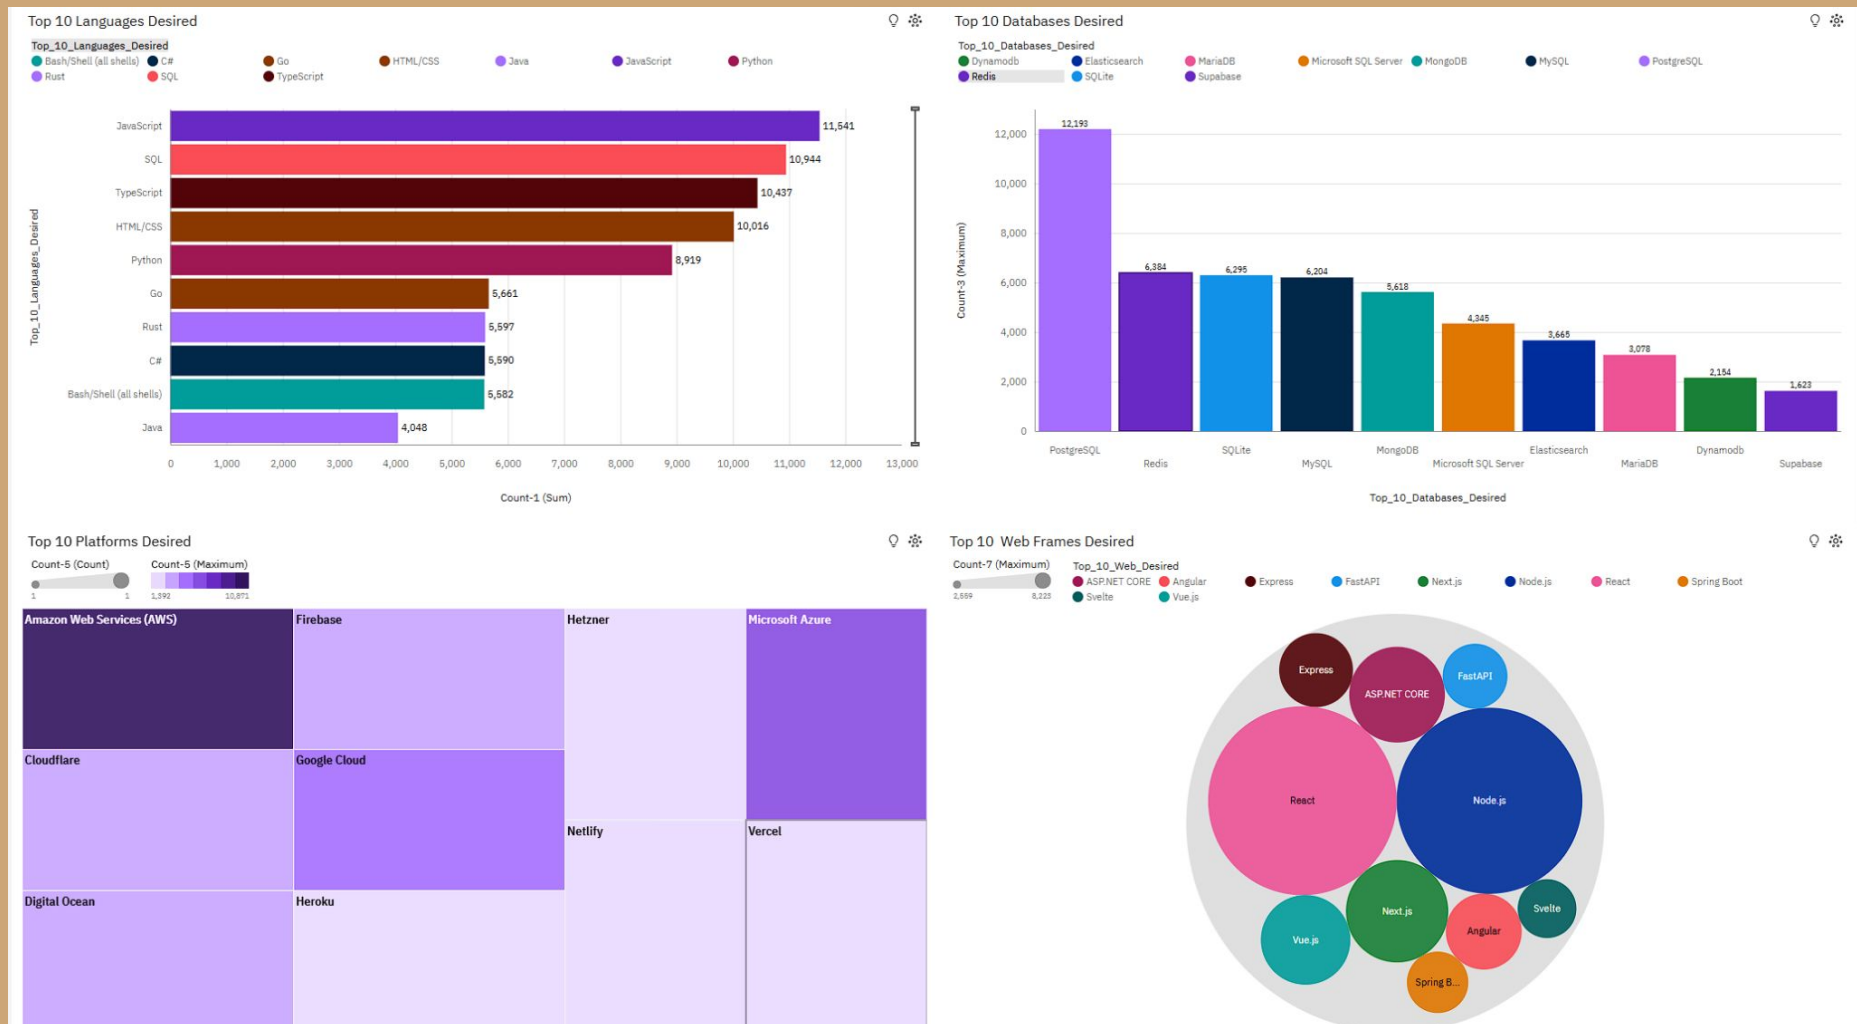 Top 10 Languages Desired
Top_10_Languages_Desired
Bash/Shell (all shells) C# Go HTML/CSS Java JavaScript Python
Rust SQL TypeScript
Top_10_Languages_Desired
JavaScript 11,541
SQL 10,944
TypeScript 10,437
HTML/CSS 10,016
Python 8,919
Go 5,661
Rust 5,597
C# 5,590
Bash/Shell (all shells) 5,582
Java 4,048
0 1,000 2,000 3,000 4,000 5,000 6,000 7,000 8,000 9,000 10,000 11,000 12,000 13,000
Count-1 (Sum)
Top 10 Databases Desired
Top_10_Databases_Desired
Dynamodb Elasticsearch MariaDB Microsoft SQL Server MongoDB MySQL PostgreSQL
Redis SQLite Supabase
Count-3 (Maximum)
12,000
10,000
8,000
6,000
4,000
2,000
0
12,193
6,384
6,295
6,204
5,618
4,345
3,665
3,078
2,154
1,623
PostgreSQL
Redis
SQLite
MySQL
MongoDB
Microsoft SQL Server
Elasticsearch
MariaDB
Dynamodb
Supabase
Top_10_Databases_Desired
Top 10 Platforms Desired
Count-5 (Count) Count-5 (Maximum)
1 1 1,392 10,871
Amazon Web Services (AWS)
Firebase
Hetzner
Microsoft Azure
Cloudflare
Google Cloud
Netlify
Vercel
Digital Ocean
Heroku
Top 10 Web Frames Desired
Count-7 (Maximum) Top_10_Web_Desired
2,559 8,223
ASP.NET CORE Angular Express FastAPI Next.js Node.js React Spring Boot
Svelte Vue.js
Express
ASP.NET CORE
FastAPI
React
Node.js
Next.js
Svelte
Angular
Vue.js
Spring B...